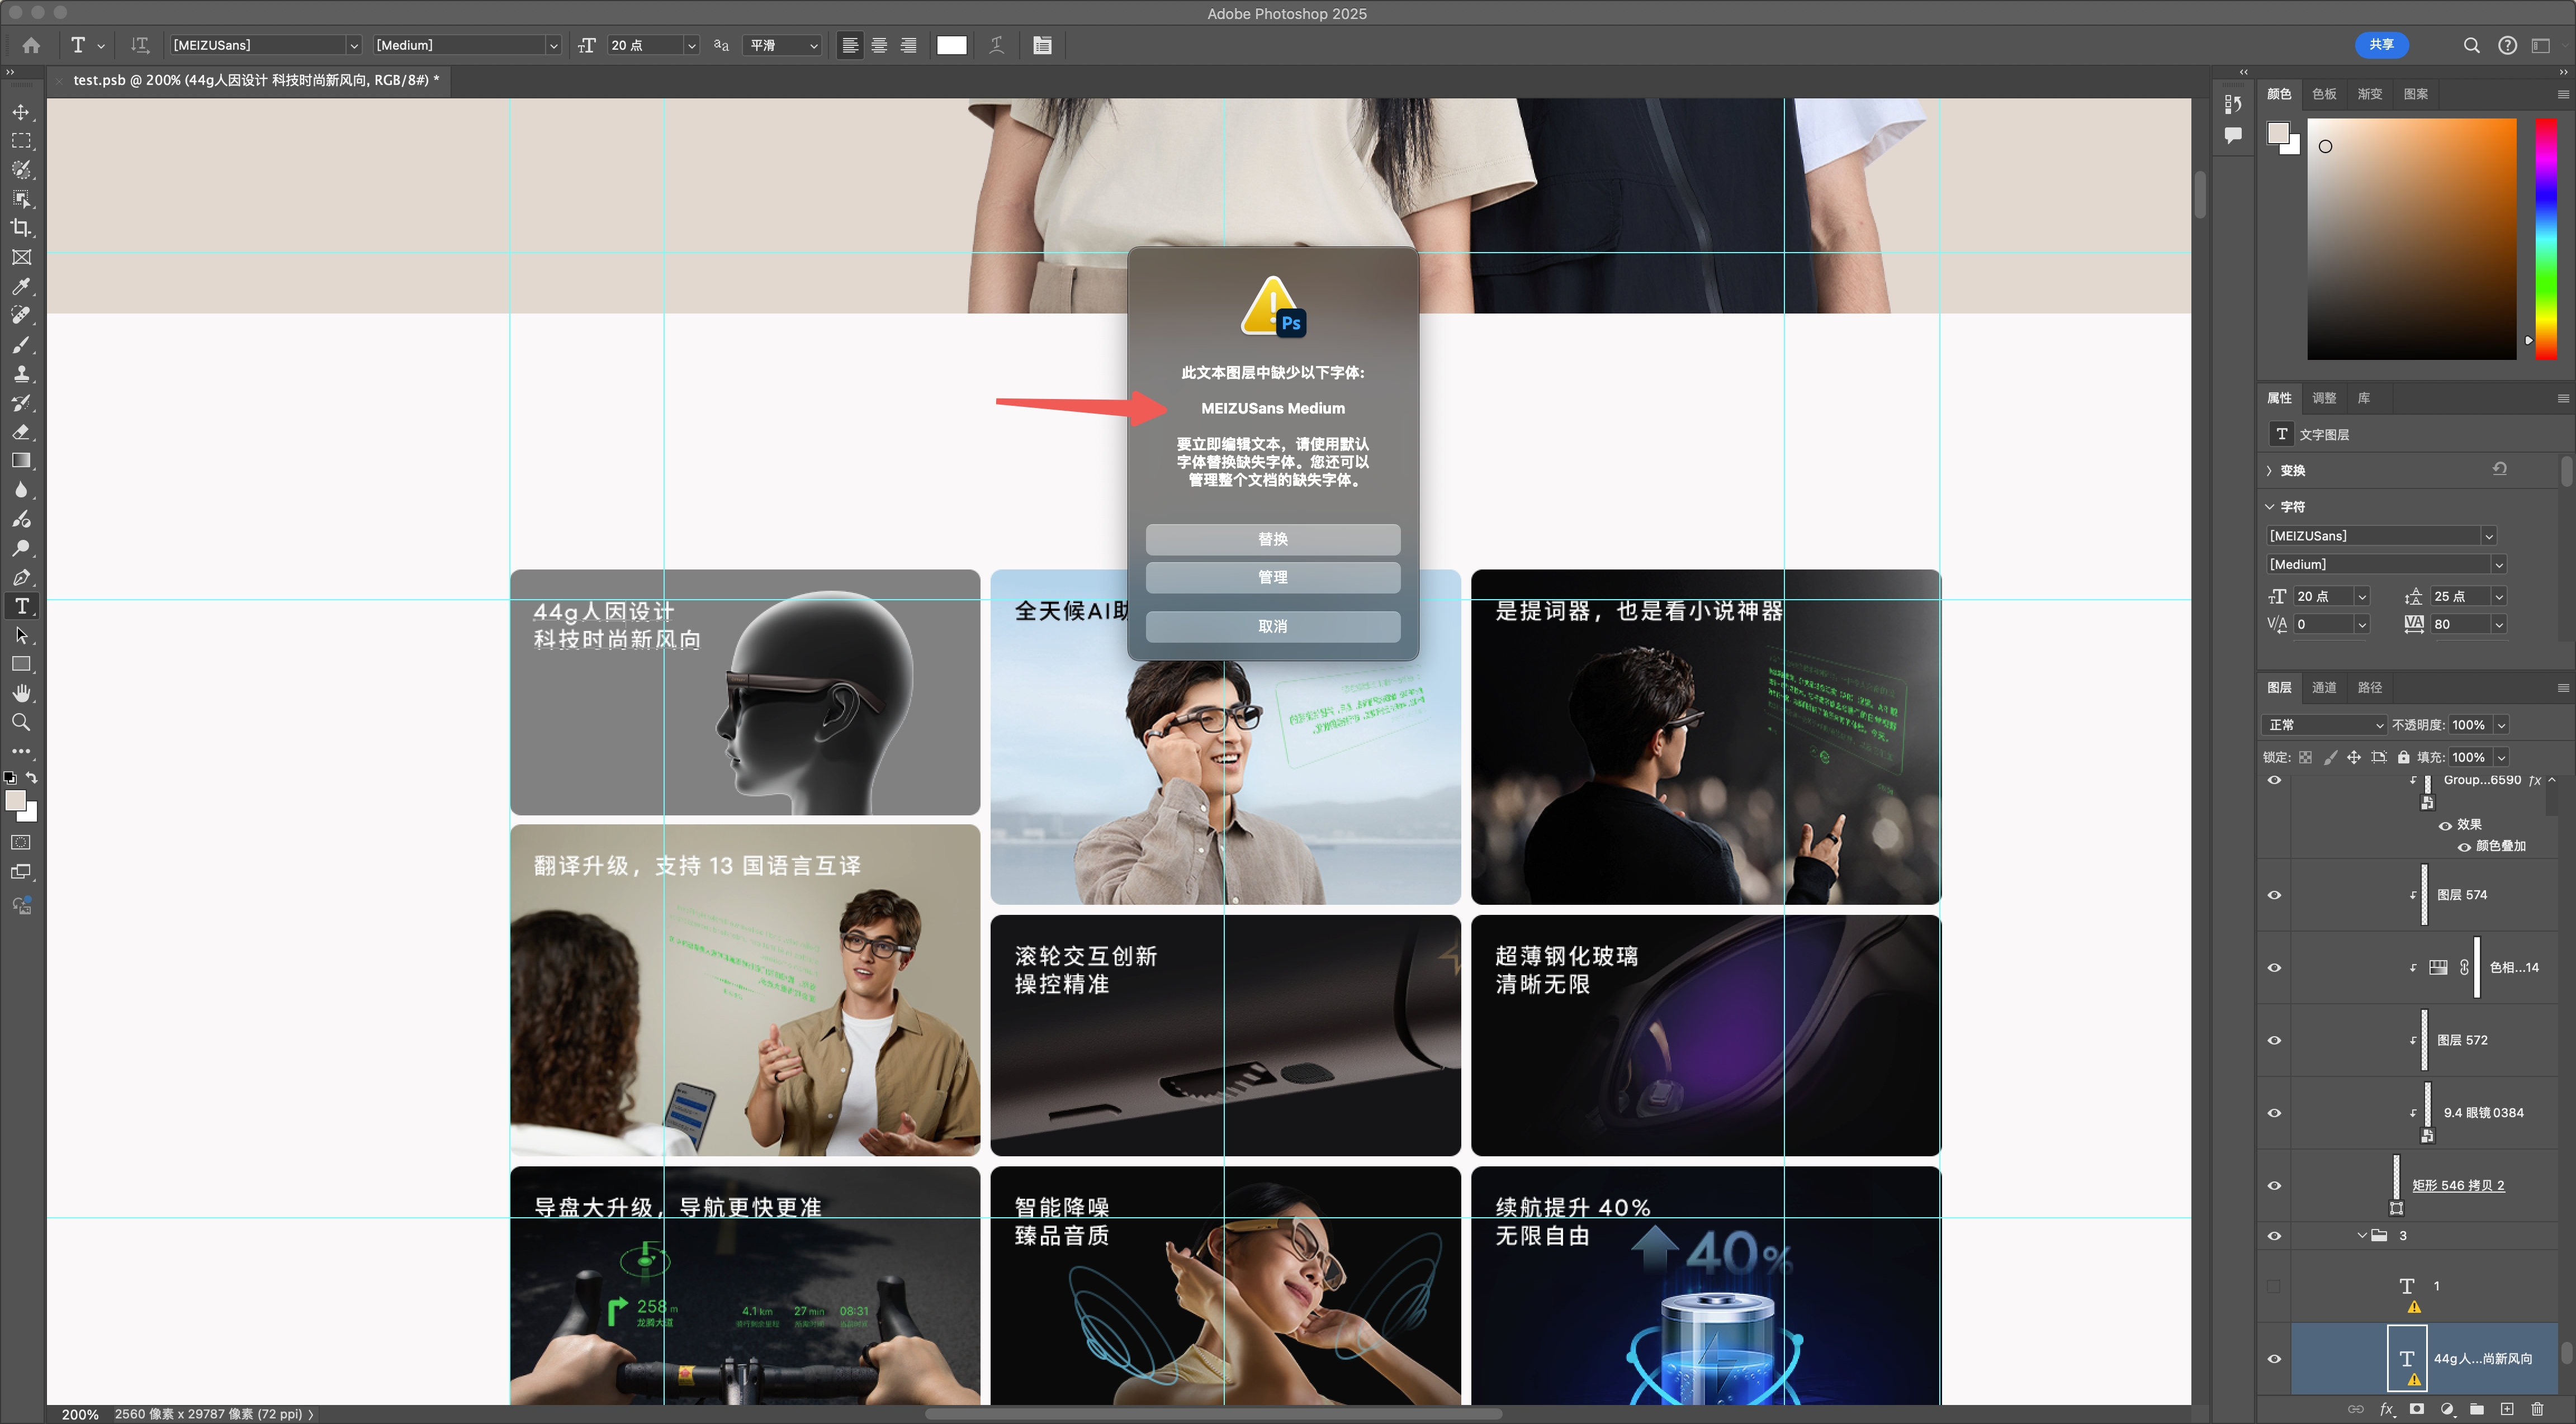 Adobe Photoshop 2025
[MEIZUSans]
[Medium]
20 点
aa
平滑
共享
test.psb @ 200% (44g人因设计 科技时尚新风向, RGB/8#) *
此文本图层中缺少以下字体:
MEIZUSans Medium
要立即编辑文本，请使用默认
字体替换缺失字体。您还可以
管理整个文档的缺失字体。
替换
管理
取消
Ps
44g人因设计
科技时尚新风向
全天候AI助
是提词器，也是看小说神器
翻译升级，支持 13 国语言互译
滚轮交互创新
操控精准
超薄钢化玻璃
清晰无限
导盘大升级，导航更快更准
258 m
龙腾大道
4.1 km
27 min
08:31
智能降噪
臻品音质
续航提升 40%
无限自由
40%
200%
2560 像素 x 29787 像素 (72 ppi)
颜色
色板
渐变
图案
属性
调整
库
文字图层
变换
字符
[MEIZUSans]
[Medium]
20 点
25 点
0
80
图层
通道
路径
正常
不透明度: 100%
锁定:
填充: 100%
Group...6590 fx
效果
颜色叠加
图层 574
色相...14
图层 572
9.4 眼镜0384
矩形 546 拷贝 2
3
1
44g人...尚新风向
fx